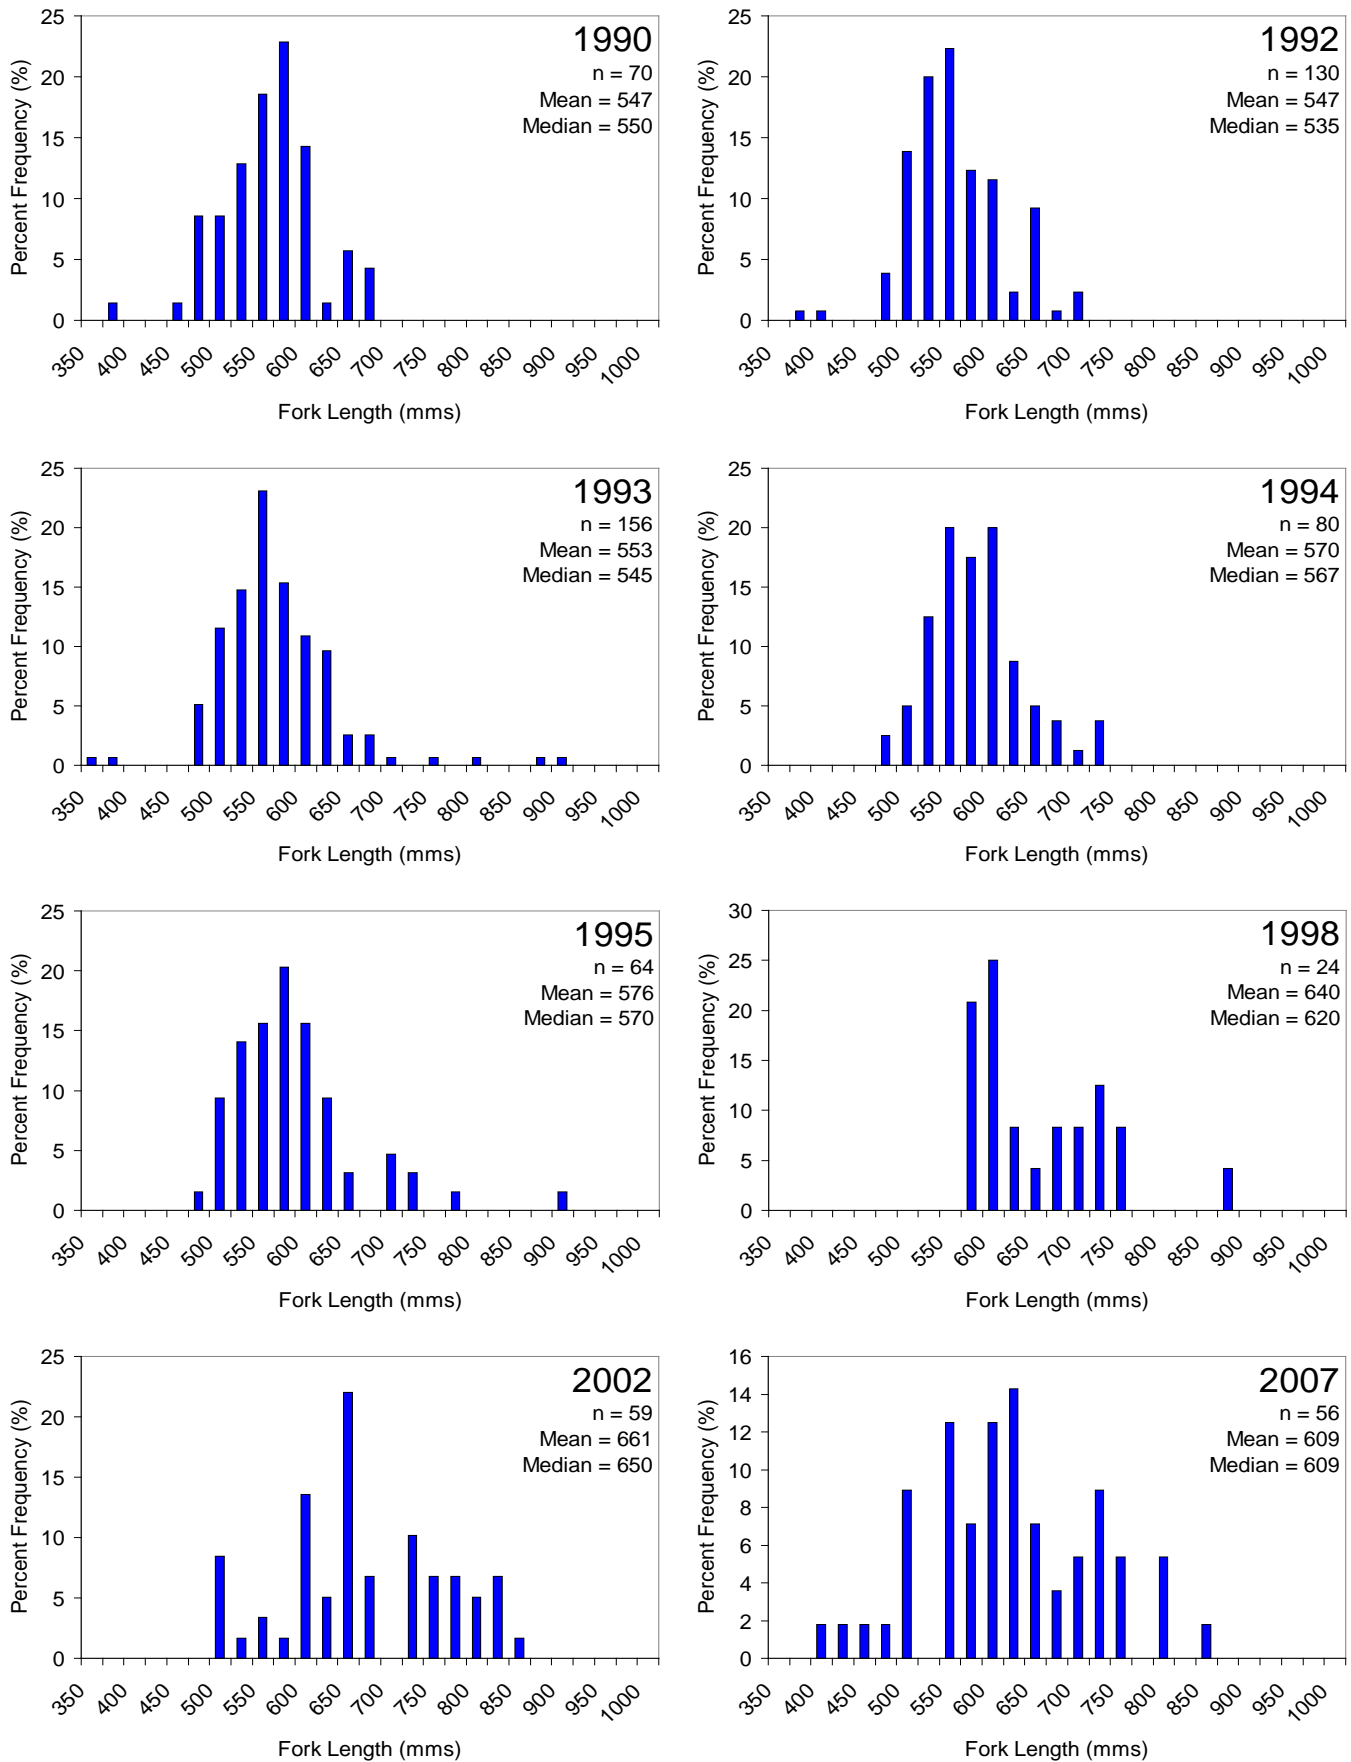 1990
n = 70
Mean = 547
Median = 550
Percent Frequency (%)
25
20
15
10
5
0
350 400 450 500 550 600 650 700 750 800 850 900 950 1000
Fork Length (mms)
1992
n = 130
Mean = 547
Median = 535
Percent Frequency (%)
25
20
15
10
5
0
350 400 450 500 550 600 650 700 750 800 850 900 950 1000
Fork Length (mms)
1993
n = 156
Mean = 553
Median = 545
Percent Frequency (%)
25
20
15
10
5
0
350 400 450 500 550 600 650 700 750 800 850 900 950 1000
Fork Length (mms)
1994
n = 80
Mean = 570
Median = 567
Percent Frequency (%)
25
20
15
10
5
0
350 400 450 500 550 600 650 700 750 800 850 900 950 1000
Fork Length (mms)
1995
n = 64
Mean = 576
Median = 570
Percent Frequency (%)
25
20
15
10
5
0
350 400 450 500 550 600 650 700 750 800 850 900 950 1000
Fork Length (mms)
1998
n = 24
Mean = 640
Median = 620
Percent Frequency (%)
30
25
20
15
10
5
0
350 400 450 500 550 600 650 700 750 800 850 900 950 1000
Fork Length (mms)
2002
n = 59
Mean = 661
Median = 650
Percent Frequency (%)
25
20
15
10
5
0
350 400 450 500 550 600 650 700 750 800 850 900 950 1000
Fork Length (mms)
2007
n = 56
Mean = 609
Median = 609
Percent Frequency (%)
16
14
12
10
8
6
4
2
0
350 400 450 500 550 600 650 700 750 800 850 900 950 1000
Fork Length (mms)